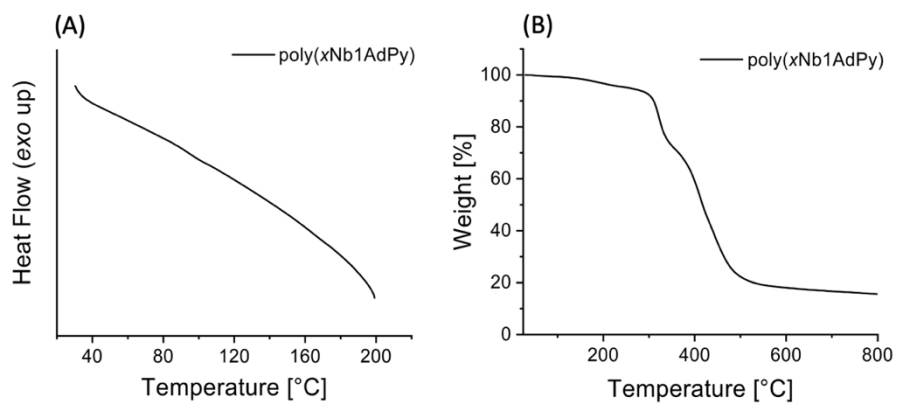 (A)
poly(xNb1AdPy)
Heat Flow (exo up)
40 80 120 160 200
Temperature [°C]
(B)
poly(xNb1AdPy)
Weight [%]
100
80
60
40
20
0
200 400 600 800
Temperature [°C]